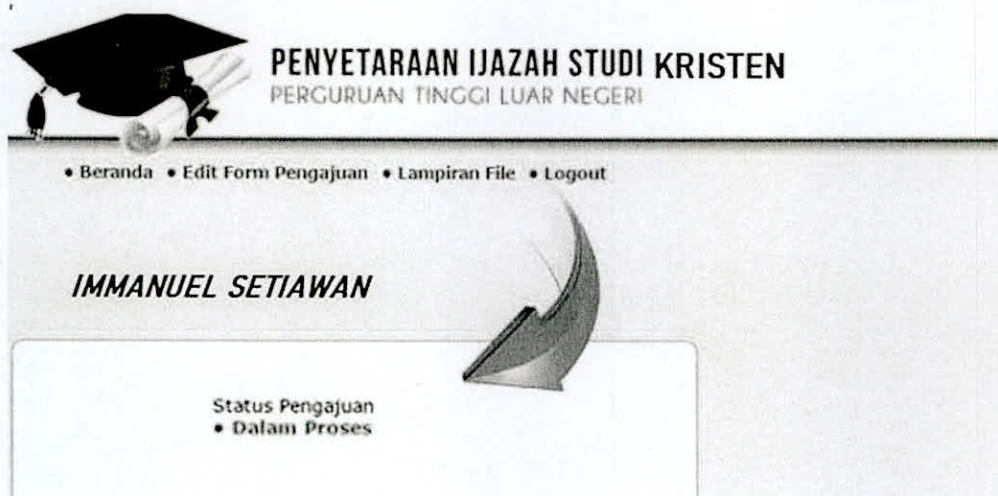 PENYETARAAN IJAZAH STUDI KRISTEN
PERGURUAN TINGGI LUAR NEGERI
• Beranda • Edit Form Pengajuan • Lampiran File • Logout
IMMANUEL SETIAWAN
Status Pengajuan
• Dalam Proses